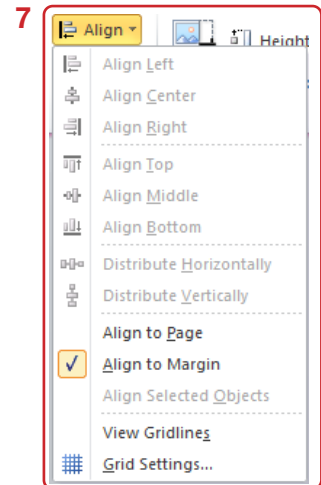 7
Align
Height
Align Left
Align Center
Align Right
Align Top
Align Middle
Align Bottom
Distribute Horizontally
Distribute Vertically
Align to Page
Align to Margin
Align Selected Objects
View Gridlines
Grid Settings...